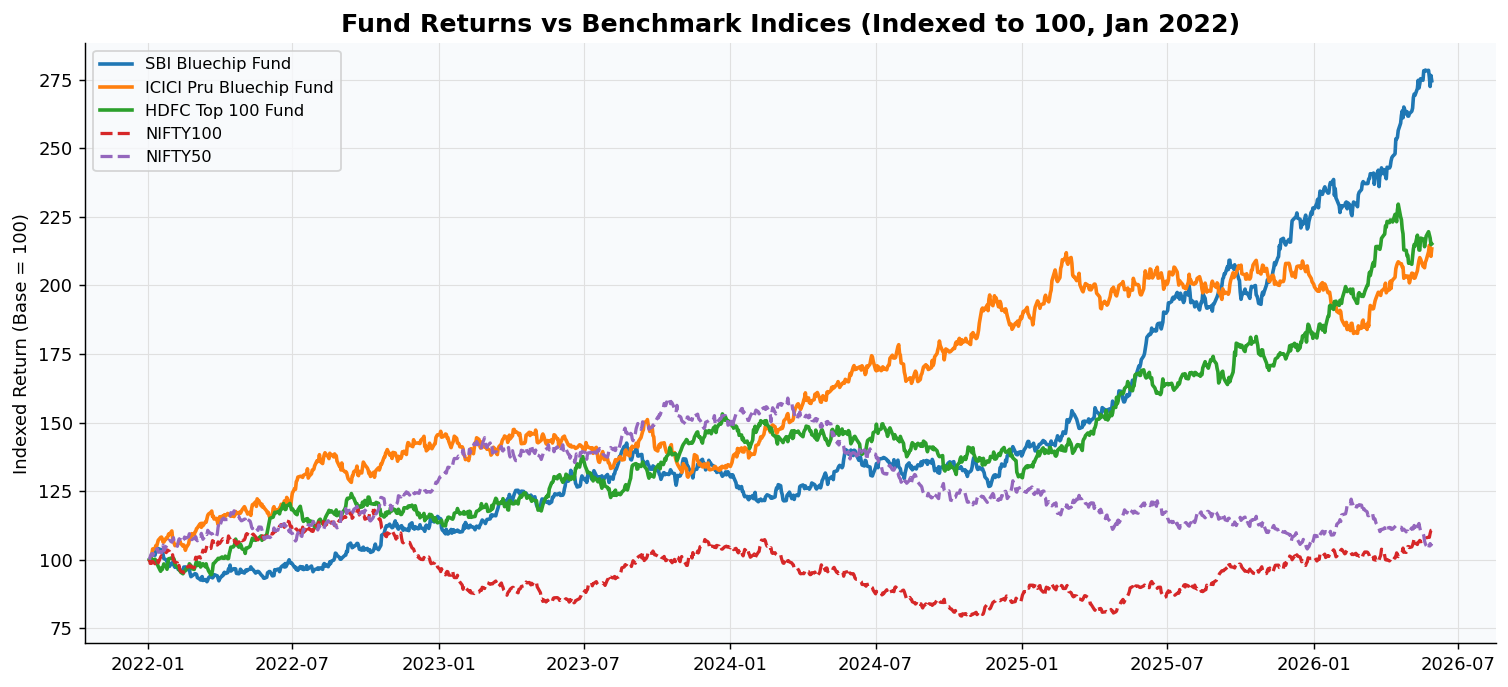 Fund Returns vs Benchmark Indices (Indexed to 100, Jan 2022)
SBI Bluechip Fund
ICICI Pru Bluechip Fund
HDFC Top 100 Fund
NIFTY100
NIFTY50
Indexed Return (Base = 100)
275
250
225
200
175
150
125
100
75
2022-01 2022-07 2023-01 2023-07 2024-01 2024-07 2025-01 2025-07 2026-01 2026-07